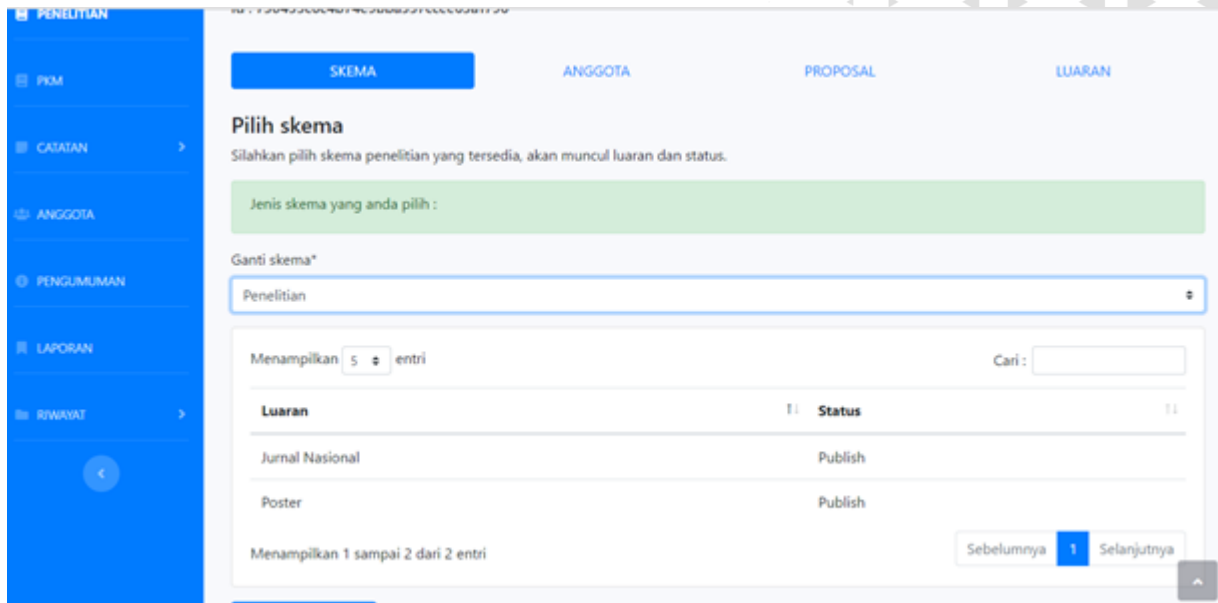 PENELITIAN
SKEMA ANGGOTA PROPOSAL LUARAN
PKM
Pilih skema
CATATAN
Silahkan pilih skema penelitian yang tersedia, akan muncul luaran dan status.
Jenis skema yang anda pilih :
ANGGOTA
Ganti skema*
PENGUMUMAN
Penelitian
LAPORAN
Menampilkan 5 entri Cari :
RIWAYAT
Luaran Status
Jurnal Nasional Publish
Poster Publish
Menampilkan 1 sampai 2 dari 2 entri
Sebelumnya 1 Selanjutnya